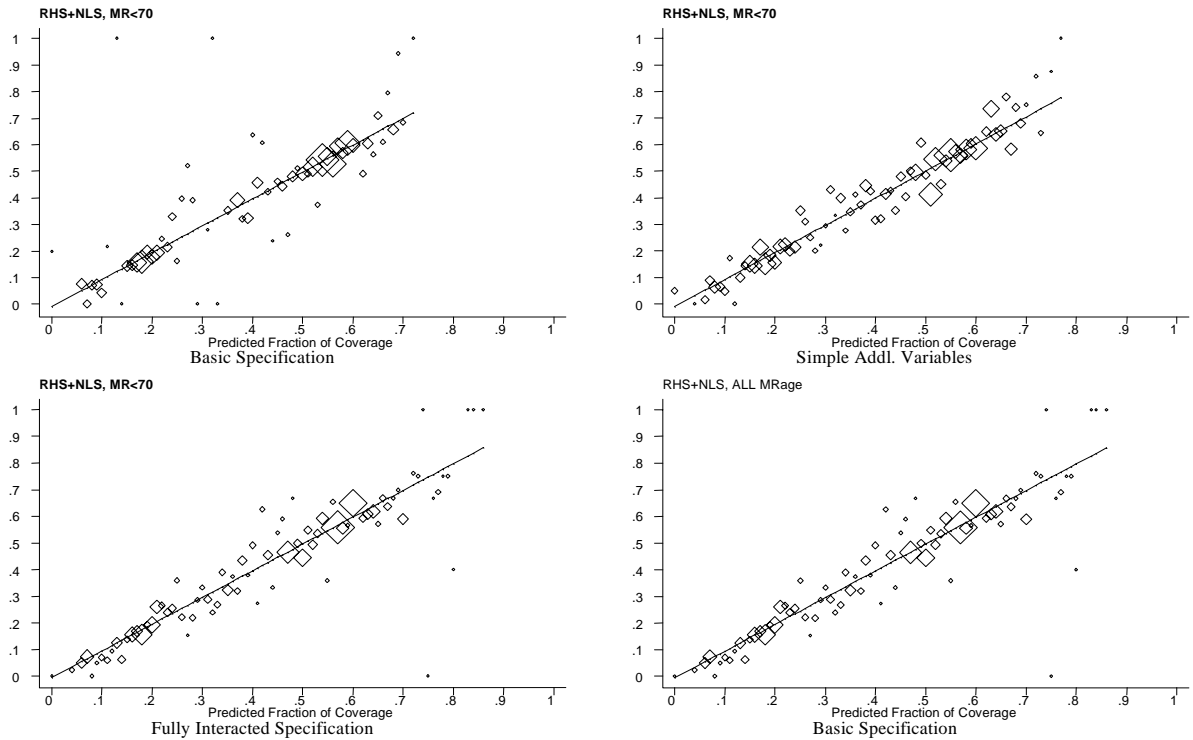 RHS+NLS, MR<70
1
.9
.8
.7
.6
.5
.4
.3
.2
.1
0
0 .1 .2 .3 .4 .5 .6 .7 .8 .9 1
Predicted Fraction of Coverage
Basic Specification
RHS+NLS, MR<70
1
.9
.8
.7
.6
.5
.4
.3
.2
.1
0
0 .1 .2 .3 .4 .5 .6 .7 .8 .9 1
Predicted Fraction of Coverage
Simple Addl. Variables
RHS+NLS, MR<70
1
.9
.8
.7
.6
.5
.4
.3
.2
.1
0
0 .1 .2 .3 .4 .5 .6 .7 .8 .9 1
Predicted Fraction of Coverage
Fully Interacted Specification
RHS+NLS, ALL MRage
1
.9
.8
.7
.6
.5
.4
.3
.2
.1
0
0 .1 .2 .3 .4 .5 .6 .7 .8 .9 1
Predicted Fraction of Coverage
Basic Specification